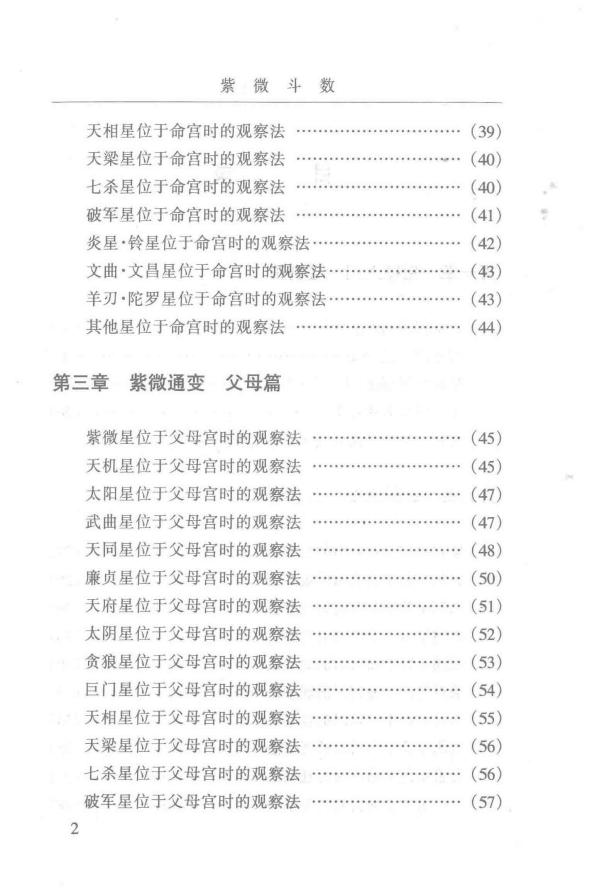 紫微斗数
天相星位于命宫时的观察法 ………………………… (39)
天梁星位于命宫时的观察法 ………………………… (40)
七杀星位于命宫时的观察法 ………………………… (40)
破军星位于命宫时的观察法 ………………………… (41)
炎星·铃星位于命宫时的观察法 ……………………… (42)
文曲·文昌星位于命宫时的观察法 …………………… (43)
羊刃·陀罗星位于命宫时的观察法 …………………… (43)
其他星位于命宫时的观察法 ………………………… (44)
第三章 紫微通变 父母篇
紫微星位于父母宫时的观察法 ……………………… (45)
天机星位于父母宫时的观察法 ……………………… (45)
太阳星位于父母宫时的观察法 ……………………… (47)
武曲星位于父母宫时的观察法 ……………………… (47)
天同星位于父母宫时的观察法 ……………………… (48)
廉贞星位于父母宫时的观察法 ……………………… (50)
天府星位于父母宫时的观察法 ……………………… (51)
太阴星位于父母宫时的观察法 ……………………… (52)
贪狼星位于父母宫时的观察法 ……………………… (53)
巨门星位于父母宫时的观察法 ……………………… (54)
天相星位于父母宫时的观察法 ……………………… (55)
天梁星位于父母宫时的观察法 ……………………… (56)
七杀星位于父母宫时的观察法 ……………………… (56)
破军星位于父母宫时的观察法 ……………………… (57)
2